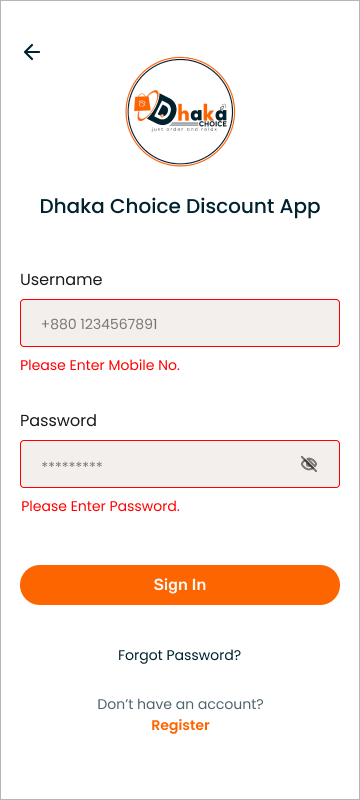 Dhaka
CHOICE
just order and relax
Dhaka Choice Discount App
Username
+880 1234567891
Please Enter Mobile No.
Password
*********
Please Enter Password.
Sign In
Forgot Password?
Don’t have an account?
Register